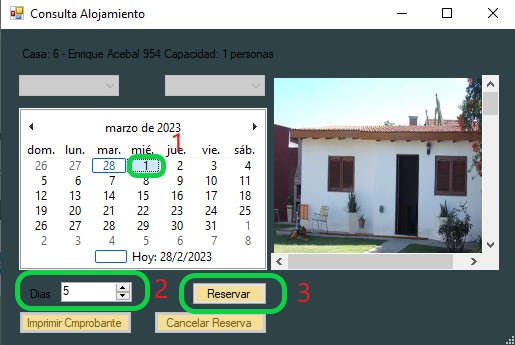 Consulta Alojamiento
Casa: 6 - Enrique Acebal 954 Capacidad: 1 personas
marzo de 2023
1
dom. lun. mar. mié. jue. vie. sáb.
26 27 28 1 2 3 4
5 6 7 8 9 10 11
12 13 14 15 16 17 18
19 20 21 22 23 24 25
26 27 28 29 30 31 1
2 3 4 5 6 7 8
Hoy: 28/2/2023
Dias 5 2 Reservar 3
Imprimir Cmprobante Cancelar Reserva